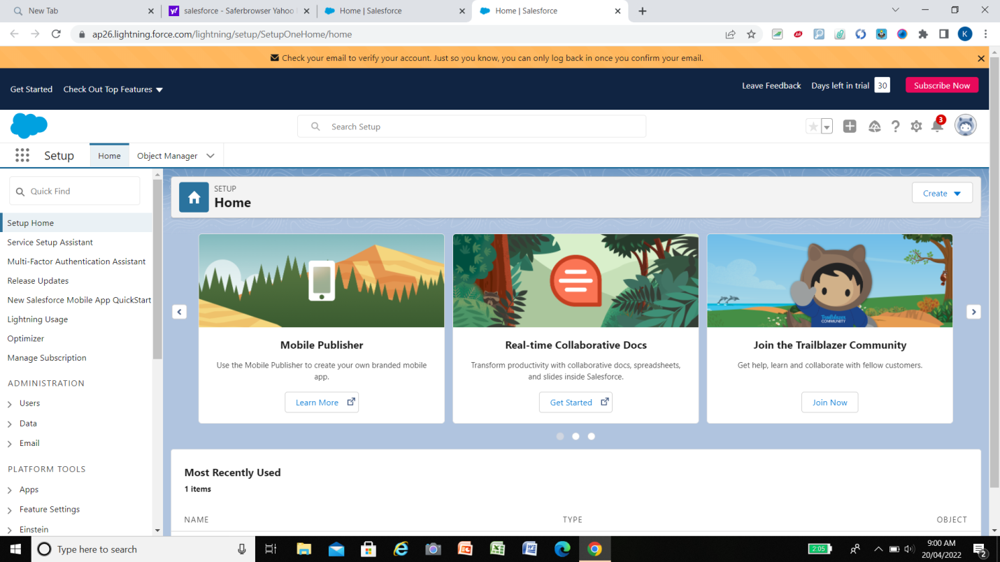 New Tab
salesforce - Saferbrowser Yahoo
Home | Salesforce
Home | Salesforce
ap26.lightning.force.com/lightning/setup/SetupOneHome/home
K
Check your email to verify your account. Just so you know, you can only log back in once you confirm your email.
Get Started
Check Out Top Features
Leave Feedback
Days left in trial 30
Subscribe Now
Search Setup
3
Setup
Home
Object Manager
Quick Find
SETUP
Home
Create
Setup Home
Service Setup Assistant
Multi-Factor Authentication Assistant
Release Updates
New Salesforce Mobile App QuickStart
Lightning Usage
Optimizer
Manage Subscription
ADMINISTRATION
Users
Data
Email
PLATFORM TOOLS
Apps
Feature Settings
Einstein
Mobile Publisher
Use the Mobile Publisher to create your own branded mobile
app.
Learn More
Real-time Collaborative Docs
Transform productivity with collaborative docs, spreadsheets,
and slides inside Salesforce.
Get Started
Trailblazer
COMMUNITY
Join the Trailblazer Community
Get help, learn and collaborate with fellow customers.
Join Now
Most Recently Used
1 items
NAME
TYPE
OBJECT
Type here to search
2:05
9:00 AM
20/04/2022
2